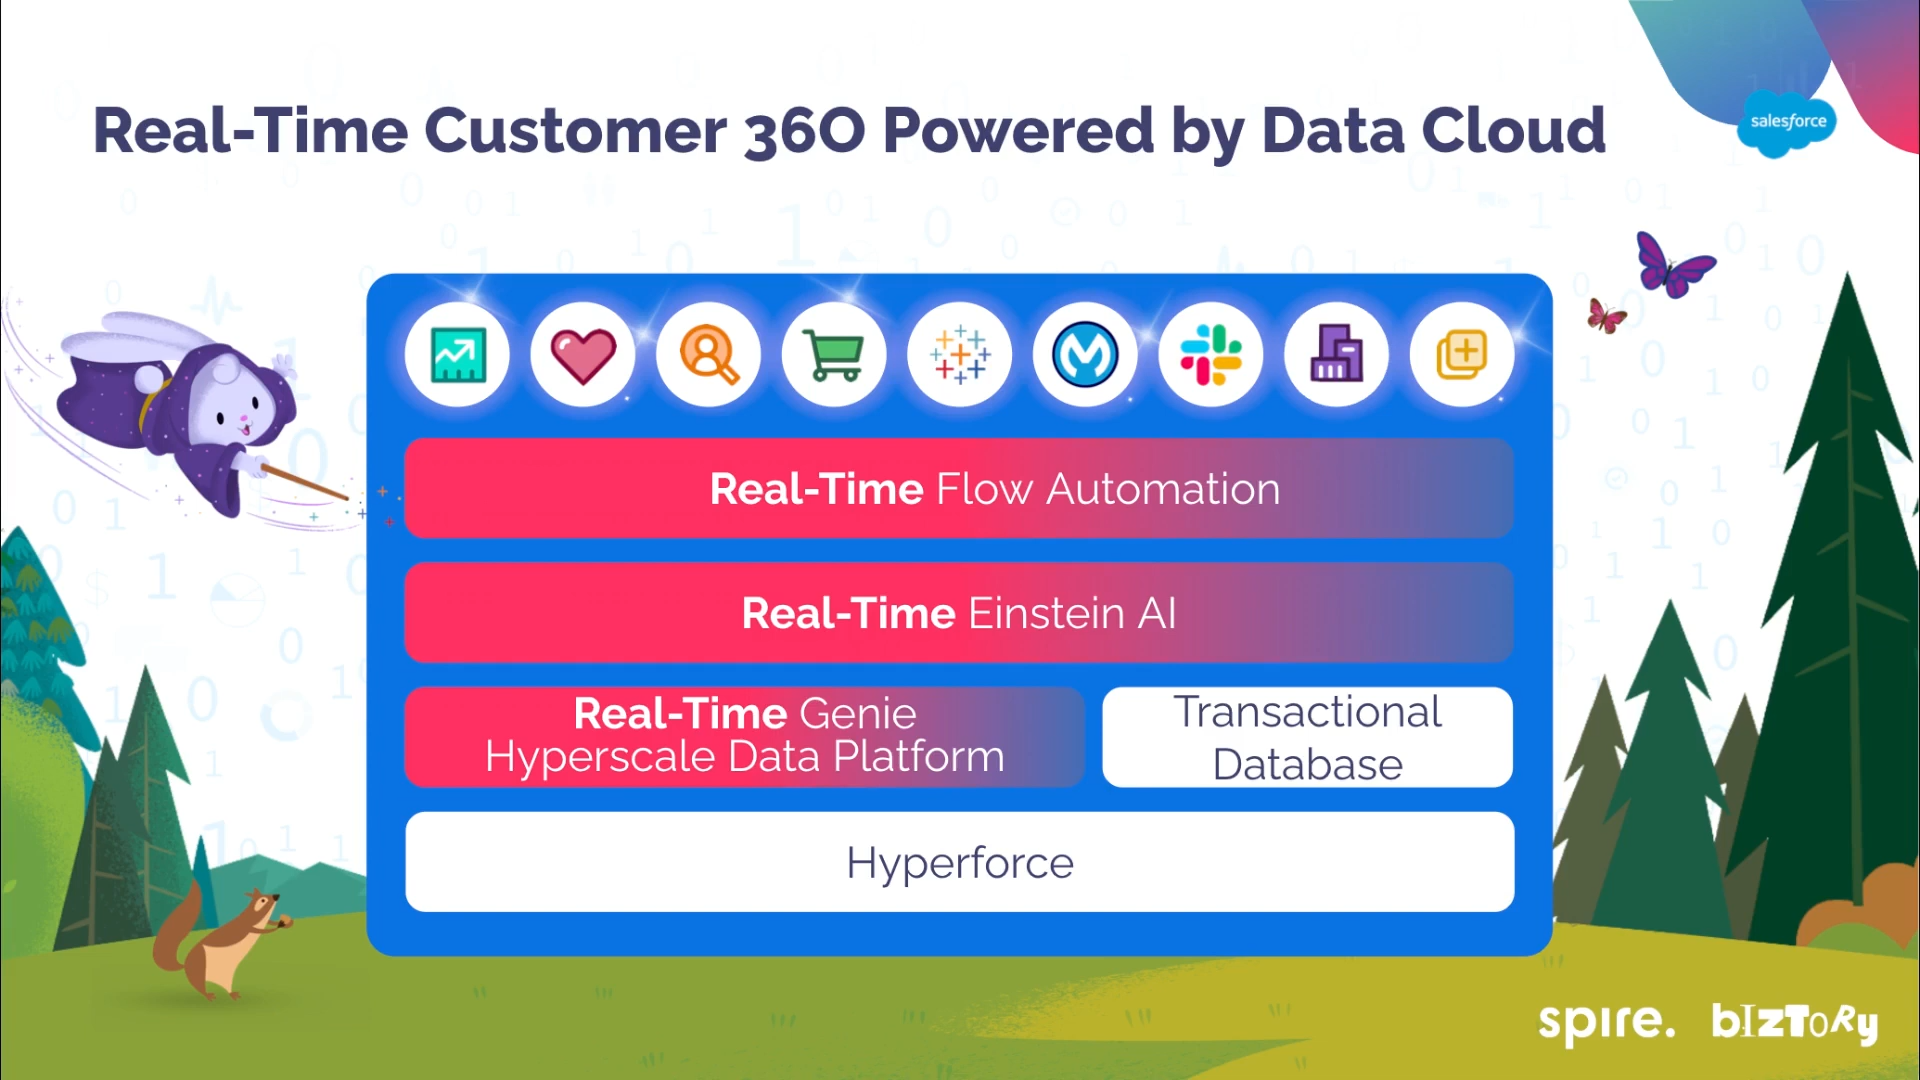 Real-Time Customer 360 Powered by Data Cloud
salesforce
Real-Time Flow Automation
Real-Time Einstein AI
Real-Time Genie
Hyperscale Data Platform
Transactional
Database
Hyperforce
spire.
bIzToRy